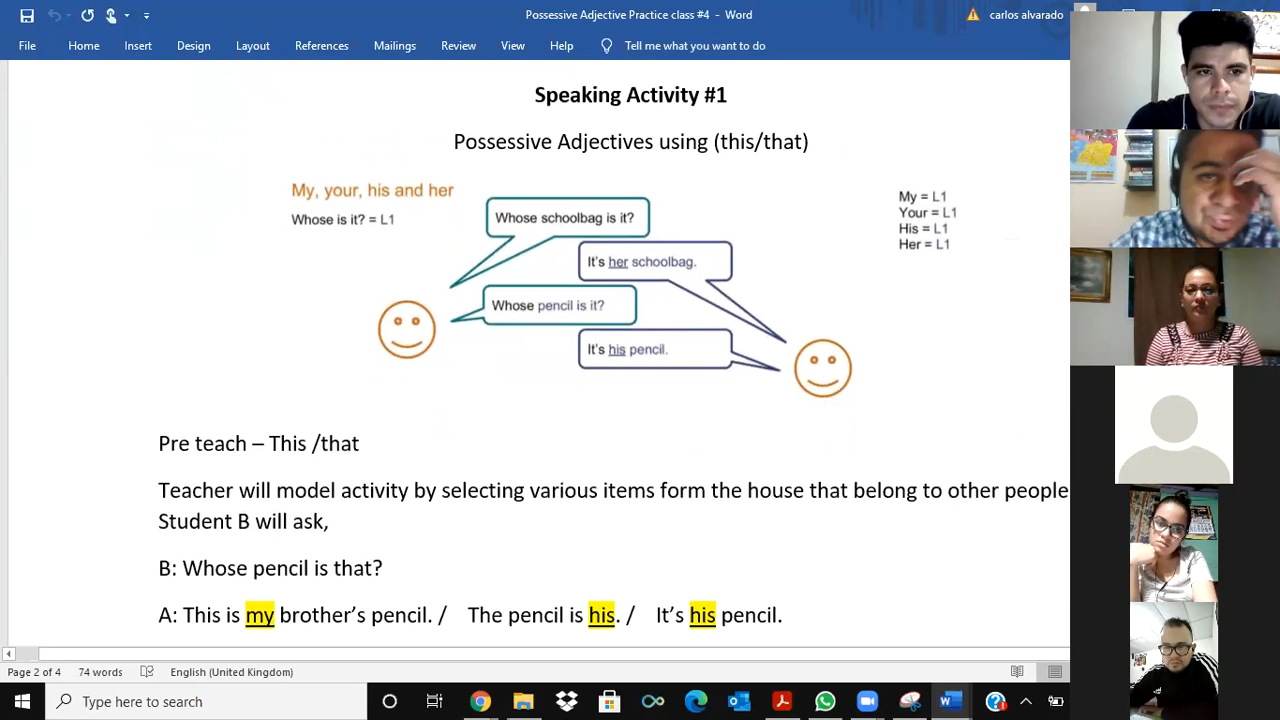 Possessive Adjective Practice class #4 - Word
carlos alvarado
File Home Insert Design Layout References Mailings Review View Help Tell me what you want to do
Speaking Activity #1
Possessive Adjectives using (this/that)
My, your, his and her
Whose is it? = L1
Whose schoolbag is it?
It's her schoolbag.
Whose pencil is it?
It's his pencil.
My = L1
Your = L1
His = L1
Her = L1
Pre teach – This /that
Teacher will model activity by selecting various items form the house that belong to other people
Student B will ask,
B: Whose pencil is that?
A: This is my brother's pencil. / The pencil is his. / It's his pencil.
Page 2 of 4 74 words English (United Kingdom)
Type here to search